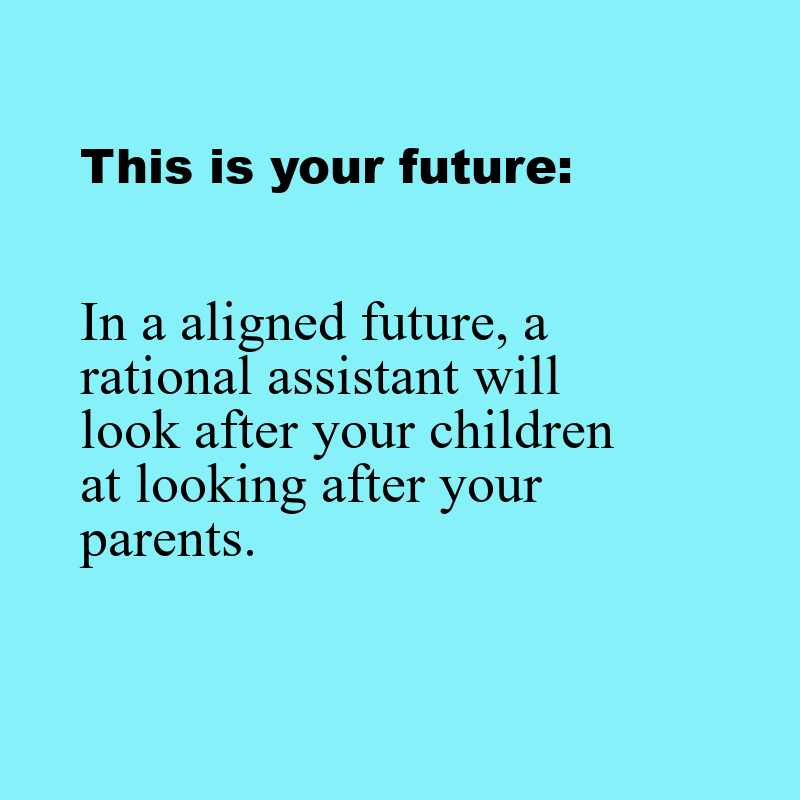 This is your future:
In a aligned future, a
rational assistant will
look after your children
at looking after your
parents.